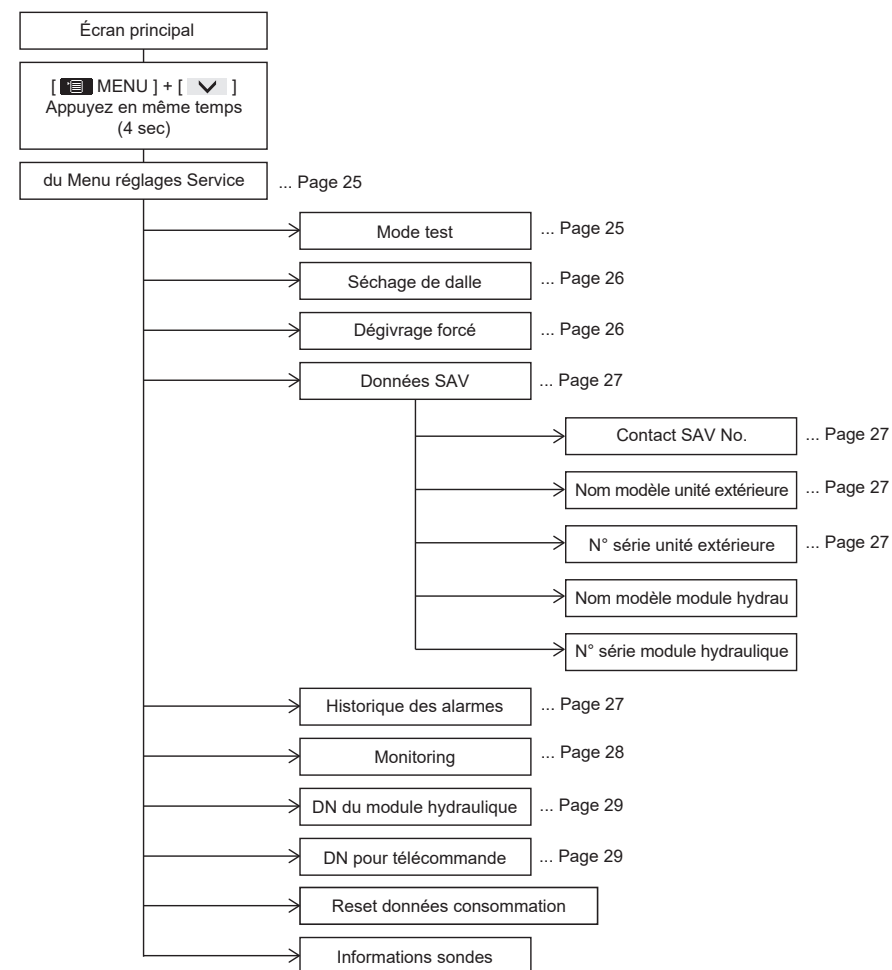 Écran principal
[ MENU ] + [ ]
Appuyez en même temps
(4 sec)
du Menu réglages Service ... Page 25
Mode test ... Page 25
Séchage de dalle ... Page 26
Dégivrage forcé ... Page 26
Données SAV ... Page 27
Contact SAV No. ... Page 27
Nom modèle unité extérieure ... Page 27
N° série unité extérieure ... Page 27
Nom modèle module hydrau
N° série module hydraulique
Historique des alarmes ... Page 27
Monitoring ... Page 28
DN du module hydraulique ... Page 29
DN pour télécommande ... Page 29
Reset données consommation
Informations sondes